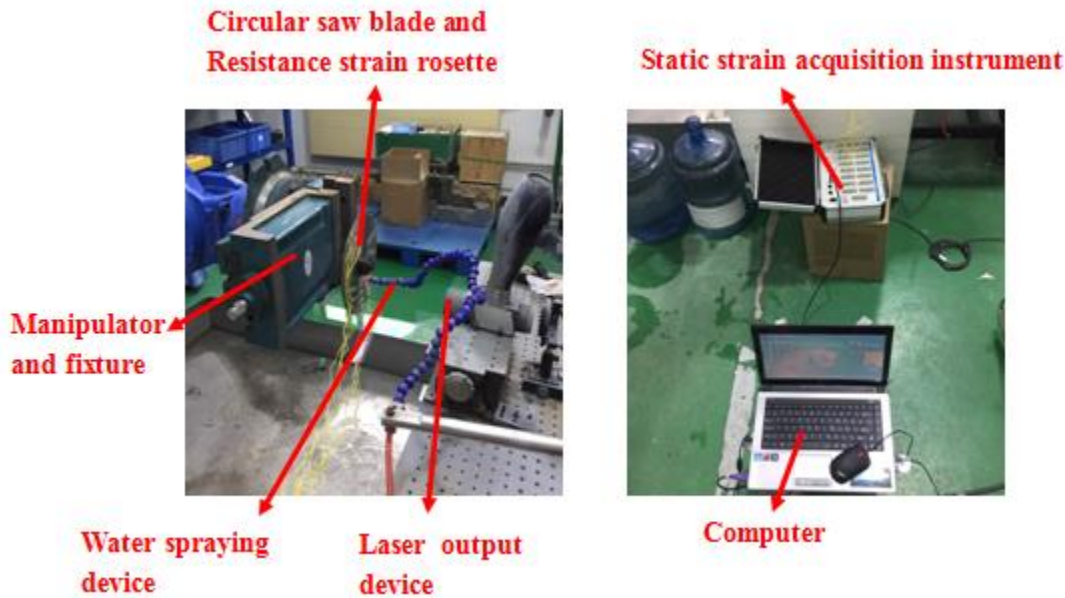 Circular saw blade and
Resistance strain rosette
Static strain acquisition instrument
Manipulator
and fixture
Water spraying
device
Laser output
device
Computer